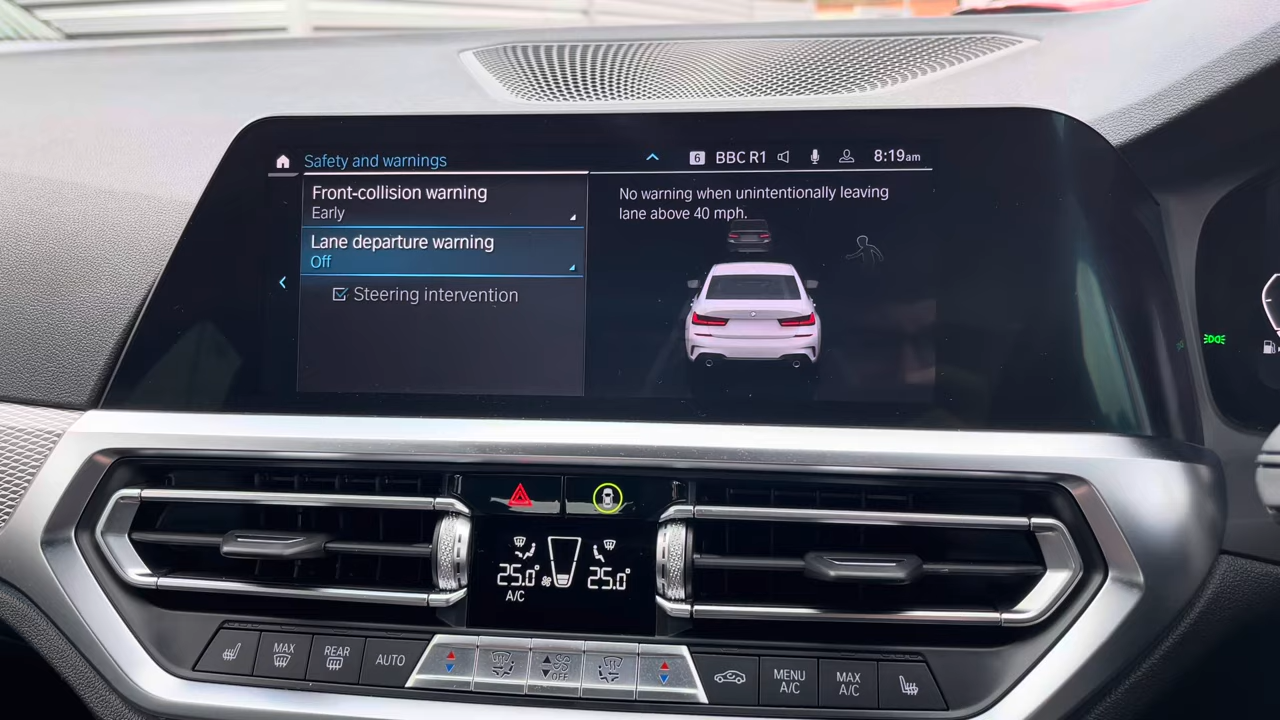 Safety and warnings
6 BBC R1 8:19am
Front-collision warning
Early
Lane departure warning
Off
Steering intervention
No warning when unintentionally leaving
lane above 40 mph.
25.0° 25.0°
A/C
MAX
REAR
AUTO
OFF
MENU
A/C
MAX
A/C